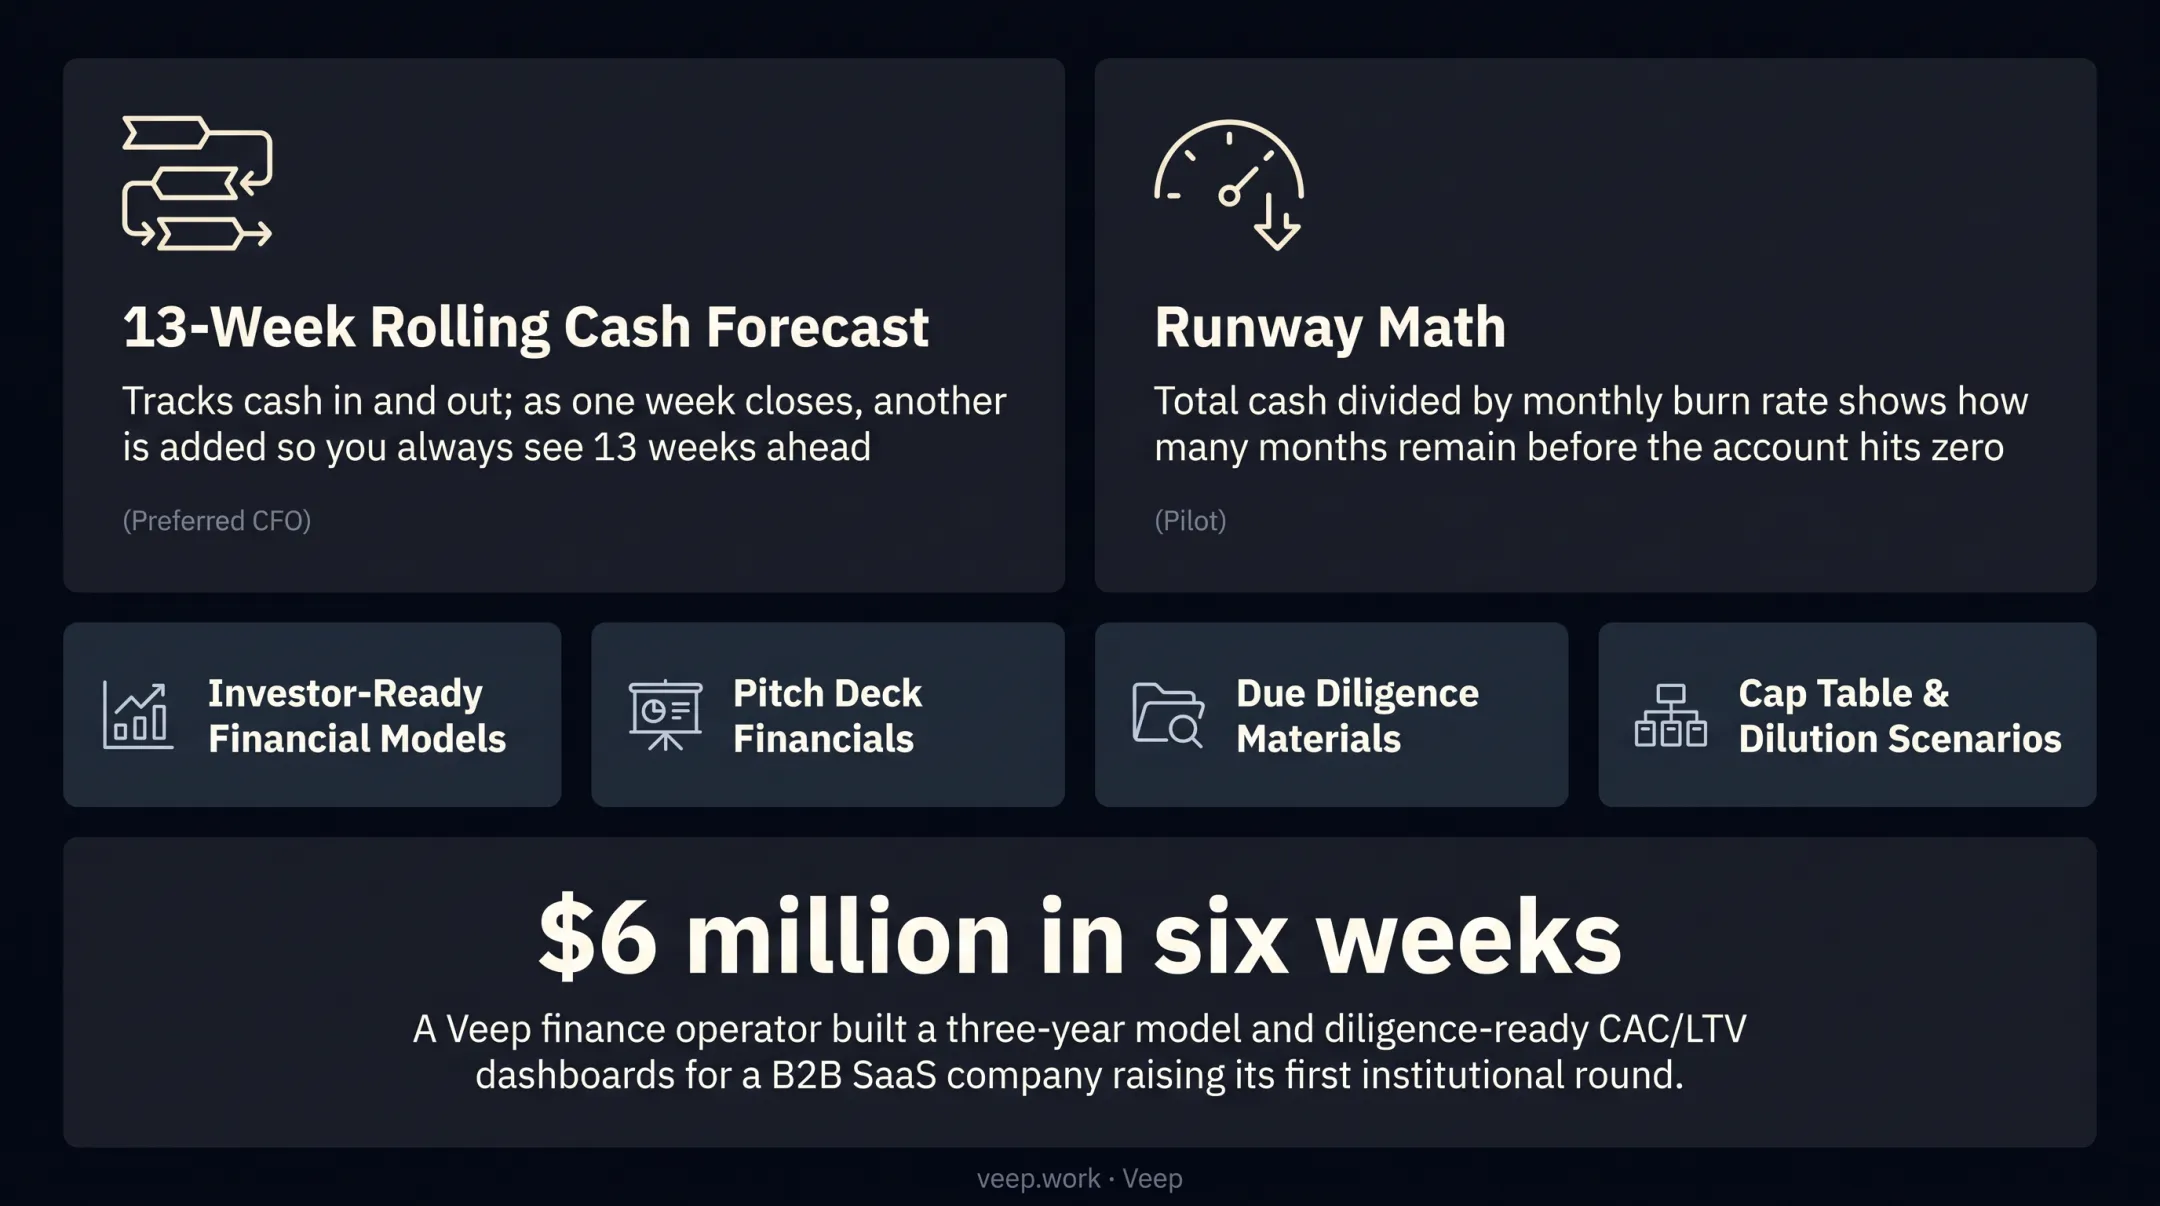 13-Week Rolling Cash Forecast
Tracks cash in and out; as one week closes, another
is added so you always see 13 weeks ahead
(Preferred CFO)
Runway Math
Total cash divided by monthly burn rate shows how
many months remain before the account hits zero
(Pilot)
Investor-Ready
Financial Models
Pitch Deck
Financials
Due Diligence
Materials
Cap Table &
Dilution Scenarios
$6 million in six weeks
A Veep finance operator built a three-year model and diligence-ready CAC/LTV
dashboards for a B2B SaaS company raising its first institutional round.
veep.work · Veep